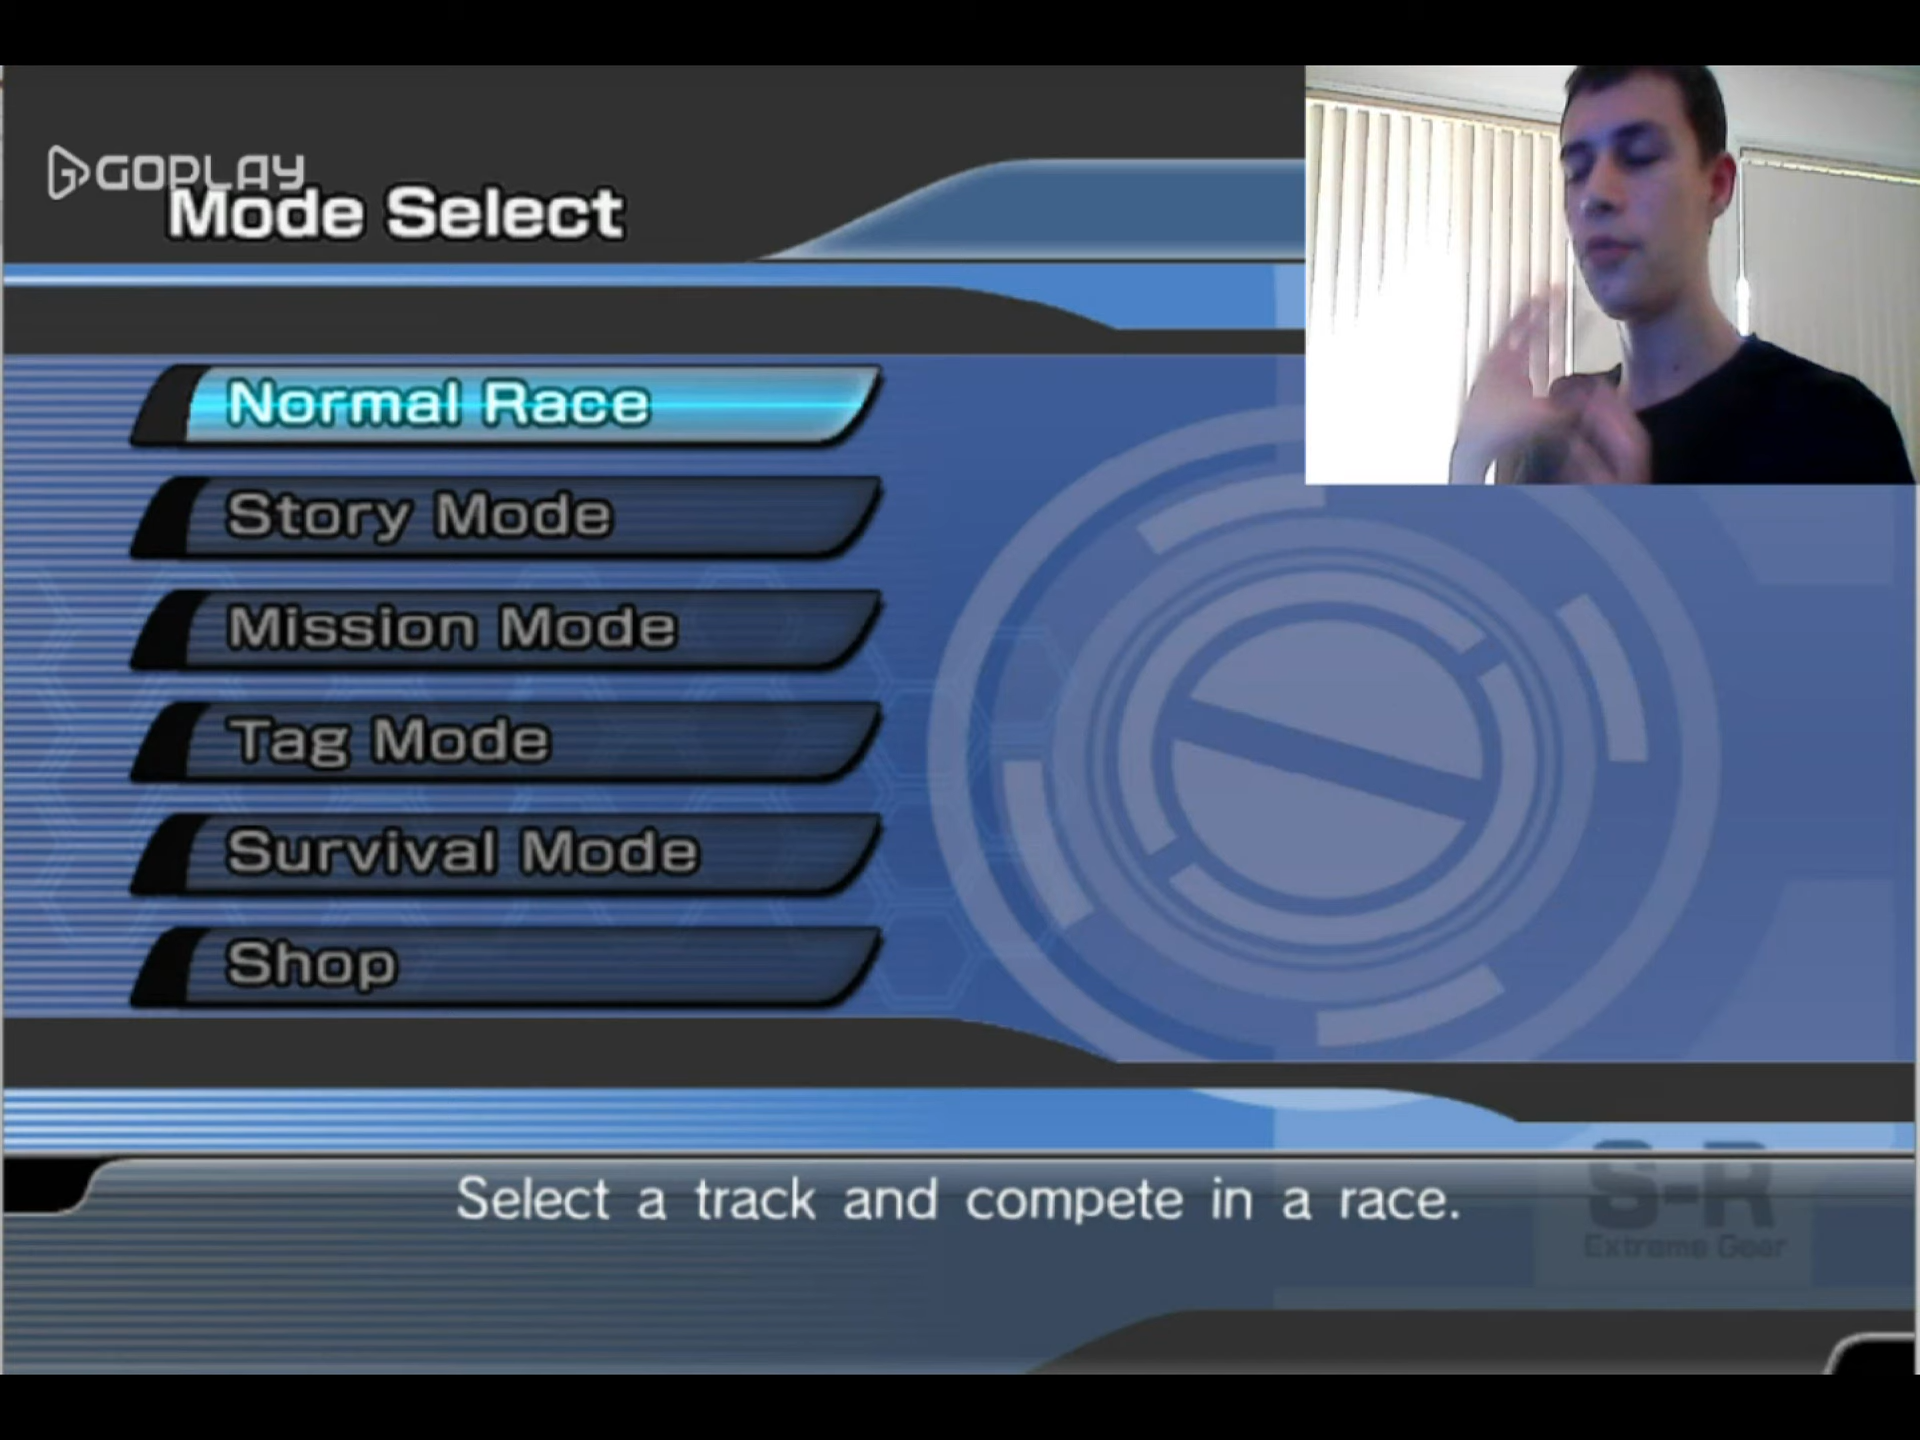 GOPLAY
Mode Select
Normal Race
Story Mode
Mission Mode
Tag Mode
Survival Mode
Shop
Select a track and compete in a race.
S-R
Extreme Gear